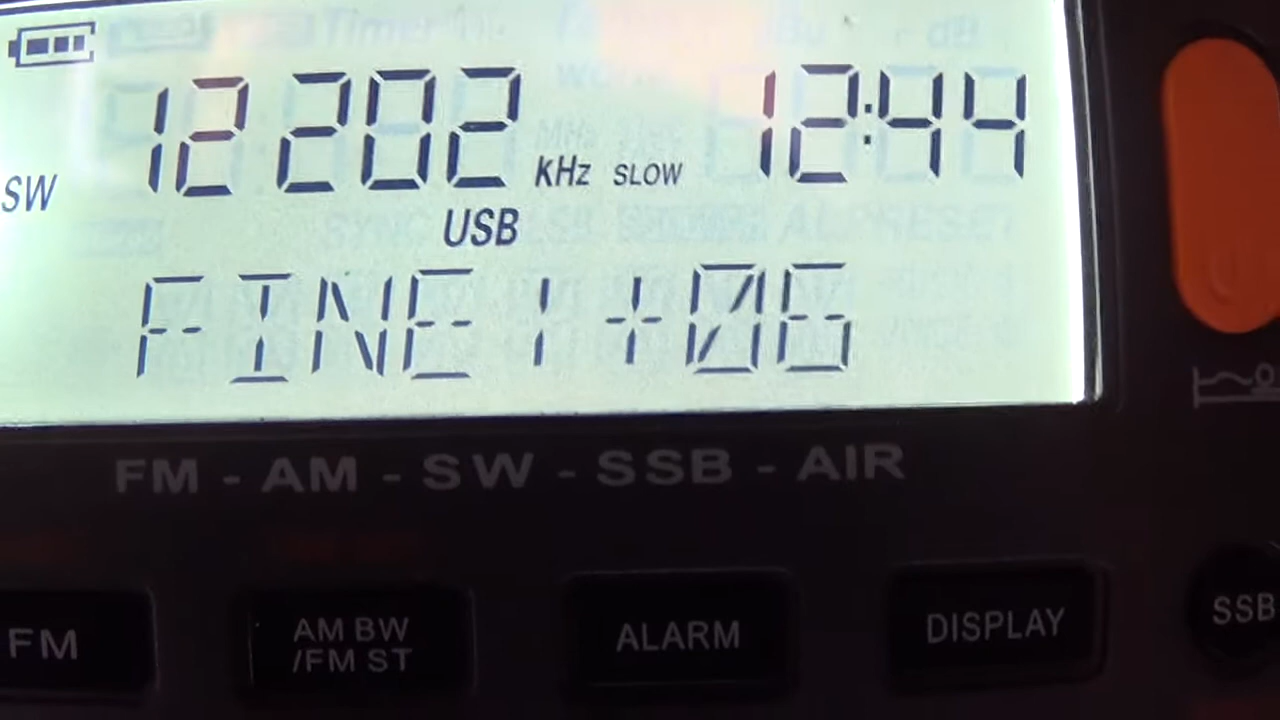 12202 KHz SLOW 12:44
SW
USB
FINE1+06
FM - AM - SW - SSB - AIR
FM
AM BW
/FM ST
ALARM
DISPLAY
SSB